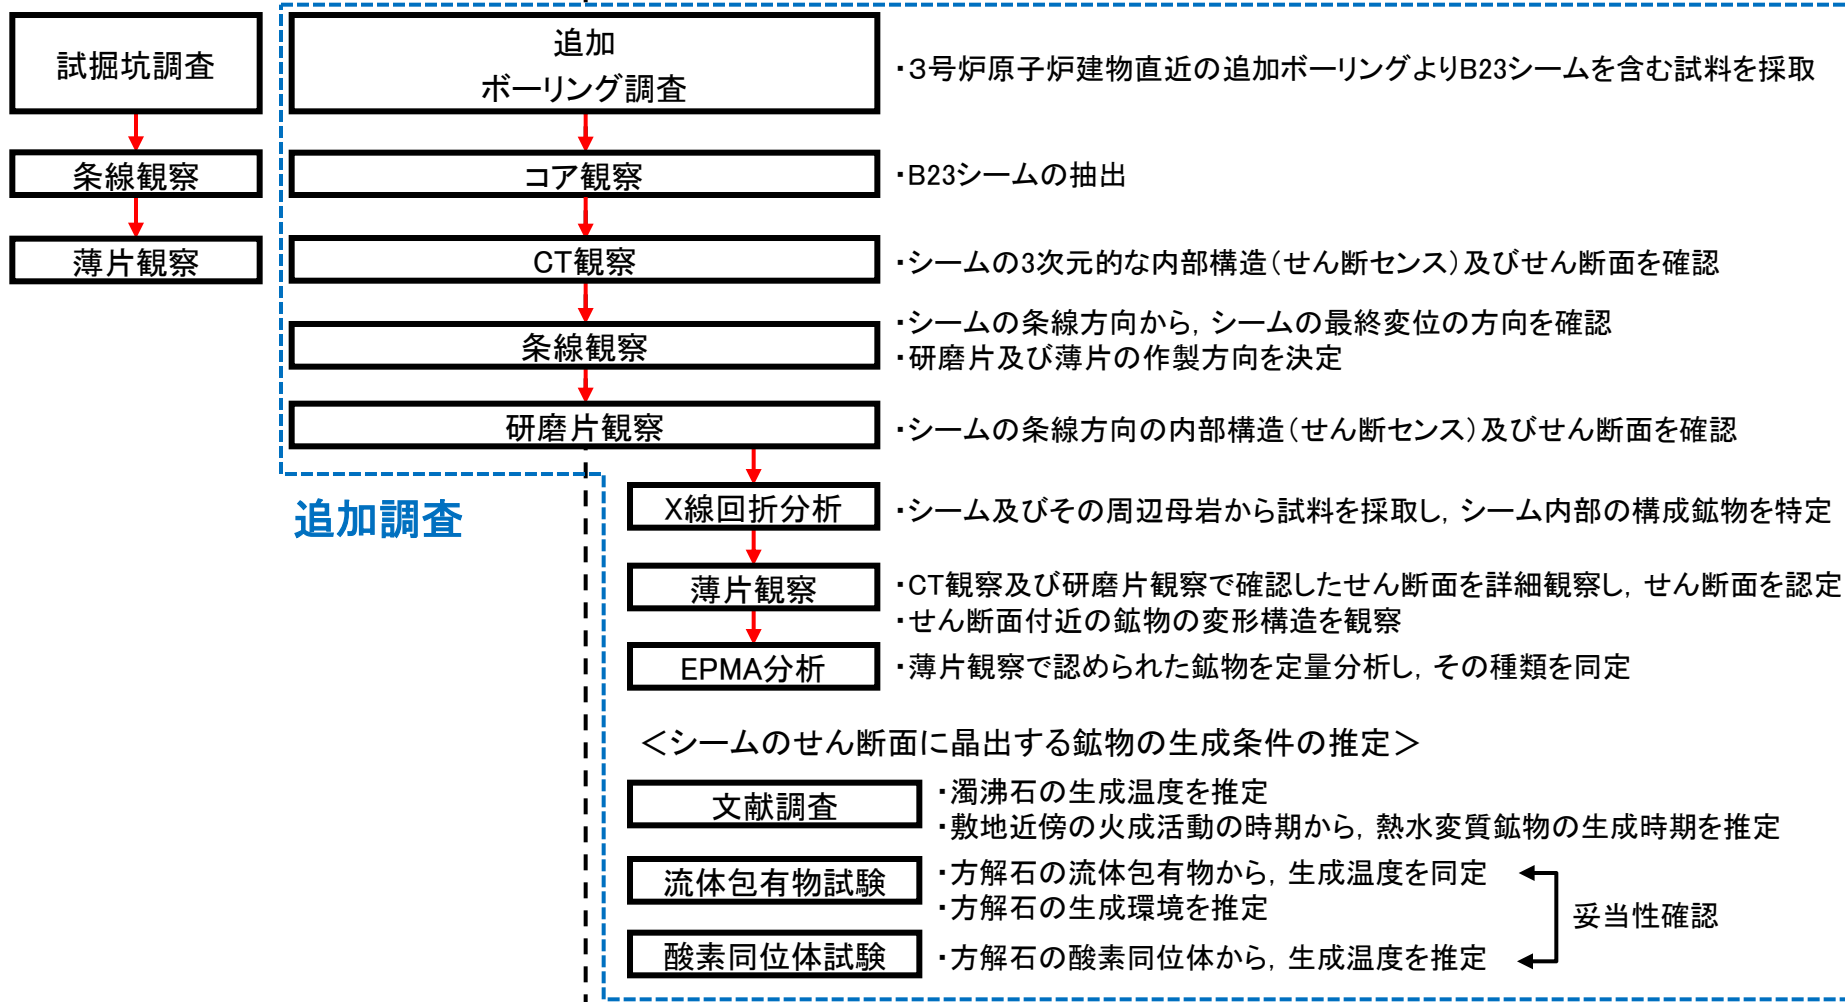 試掘坑調査
条線観察
薄片観察
追加
ボーリング調査
・3号炉原子炉建物直近の追加ボーリングよりB23シームを含む試料を採取
コア観察
・B23シームの抽出
CT観察
・シームの3次元的な内部構造(せん断センス)及びせん断面を確認
条線観察
・シームの条線方向から，シームの最終変位の方向を確認
・研磨片及び薄片の作製方向を決定
研磨片観察
・シームの条線方向の内部構造(せん断センス)及びせん断面を確認
追加調査
X線回折分析
・シーム及びその周辺母岩から試料を採取し，シーム内部の構成鉱物を特定
薄片観察
・CT観察及び研磨片観察で確認したせん断面を詳細観察し，せん断面を認定
・せん断面付近の鉱物の変形構造を観察
EPMA分析
・薄片観察で認められた鉱物を定量分析し，その種類を同定
＜シームのせん断面に晶出する鉱物の生成条件の推定＞
文献調査
・濁沸石の生成温度を推定
・敷地近傍の火成活動の時期から，熱水変質鉱物の生成時期を推定
流体包有物試験
・方解石の流体包有物から，生成温度を同定
・方解石の生成環境を推定
妥当性確認
酸素同位体試験
・方解石の酸素同位体から，生成温度を推定